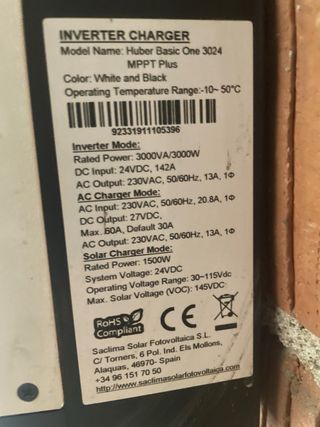 INVERTER CHARGER
Model Name: Huber Basic One 3024
MPPT Plus
Color: White and Black
Operating Temperature Range:-10~ 50°C
92331911105396
Inverter Mode:
Rated Power: 3000VA/3000W
DC Input: 24VDC, 142A
AC Output: 230VAC, 50/60Hz, 13A, 1Φ
AC Charger Mode:
AC Input: 230VAC, 50/60Hz, 20.8A, 1Φ
DC Output: 27VDC,
Max. 60A, Default 30A
AC Output: 230VAC, 50/60Hz, 13A, 1Φ
Solar Charger Mode:
Rated Power: 1500W
System Voltage: 24VDC
Operating Voltage Range: 30~115Vdc
Max. Solar Voltage (VOC): 145VDC
RoHS
Compliant
Saclima Solar Fotovoltaica S.L.
C/ Torners, 6 Pol. Ind. Els Mollons,
Alaquas, 46970- Spain
+34 96 151 70 50
http://www.saclimasolarfotovoltaica.com